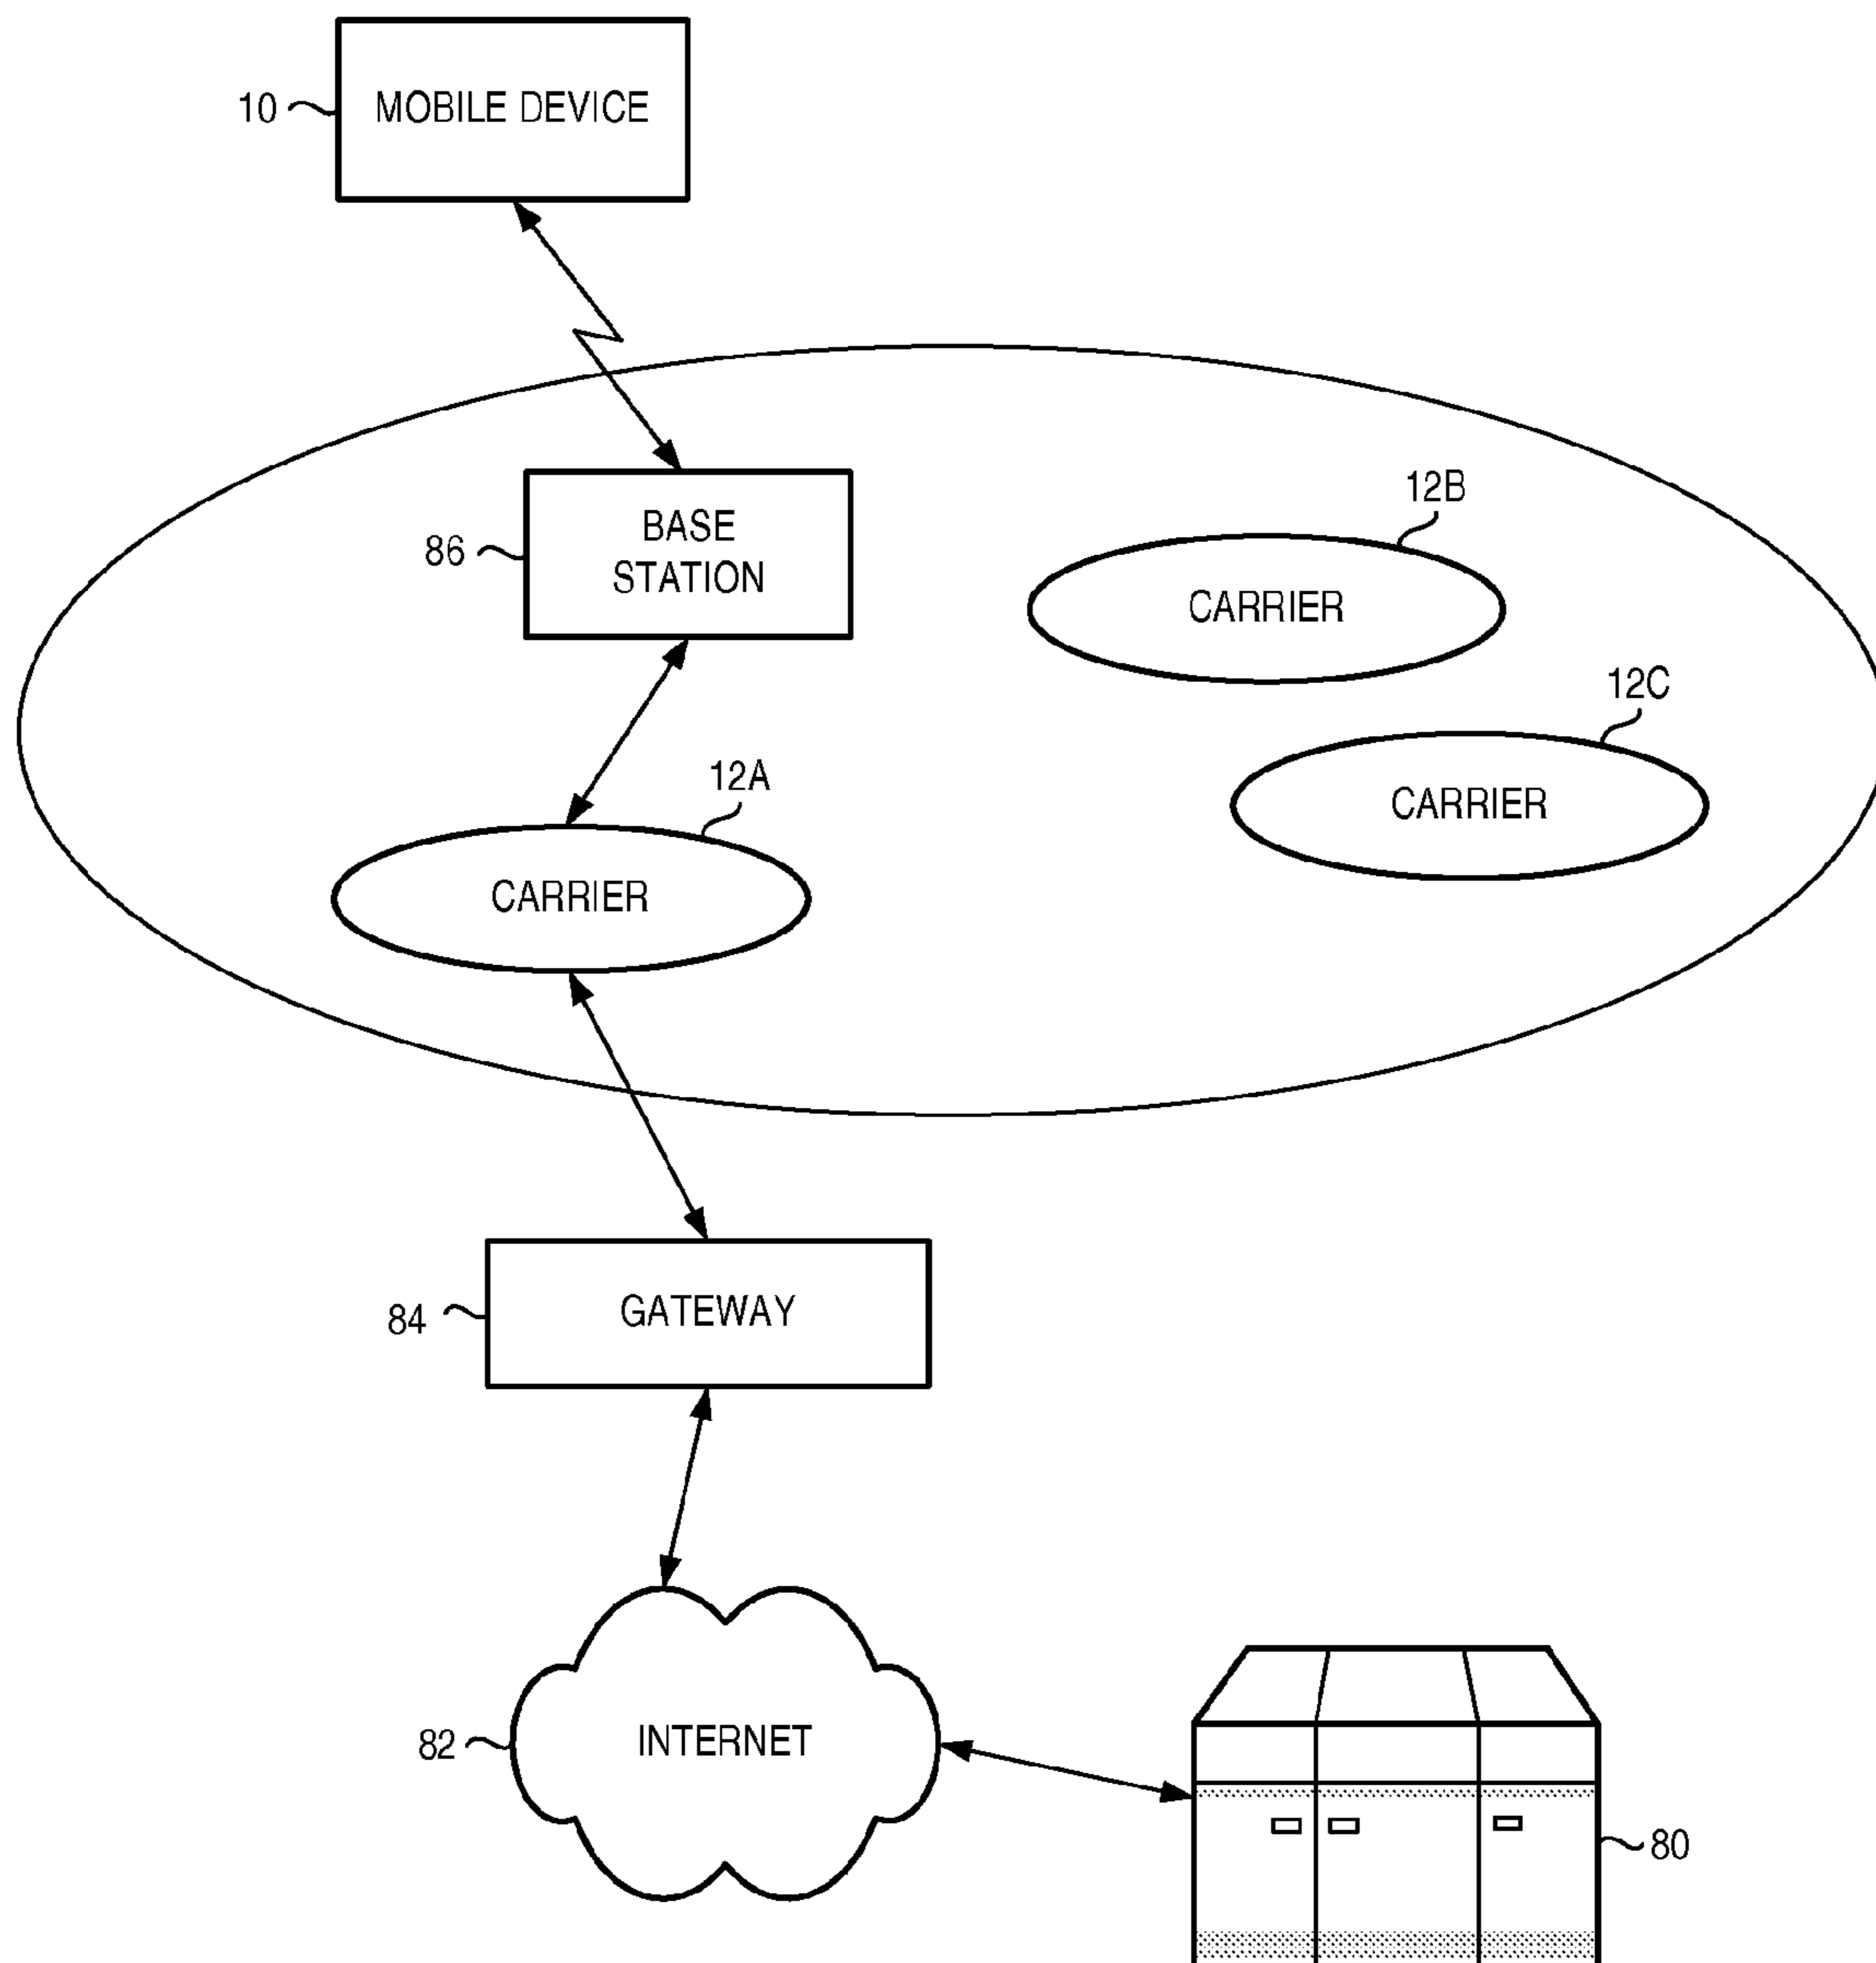 10
MOBILE DEVICE
86
BASE
STATION
12B
CARRIER
12C
CARRIER
12A
CARRIER
84
GATEWAY
82
INTERNET
80